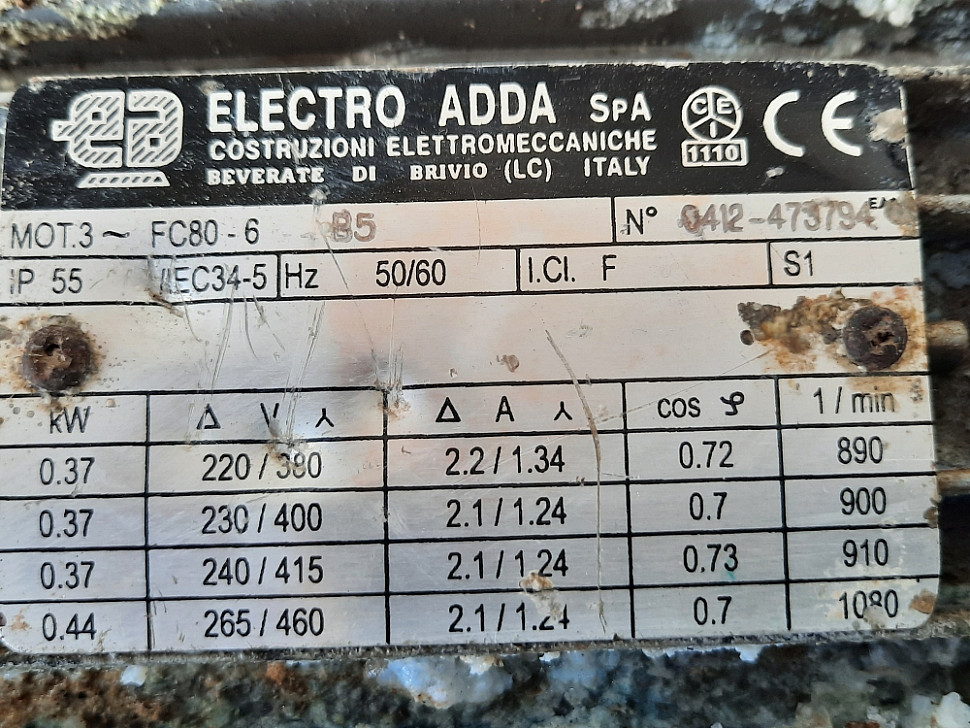 ea ELECTRO ADDA SpA CE
COSTRUZIONI ELETTROMECCANICHE
BEVERATE DI BRIVIO (LC) ITALY
CEI
1110
MOT.3~ FC80-6 B5 N° 0412-473794
IP 55 IEC34-5 Hz 50/60 I.Cl. F S1
kW Δ V ⅄ Δ A ⅄ cos φ 1/min
0.37 220/380 2.2/1.34 0.72 890
0.37 230/400 2.1/1.24 0.7 900
0.37 240/415 2.1/1.24 0.73 910
0.44 265/460 2.1/1.24 0.7 1080